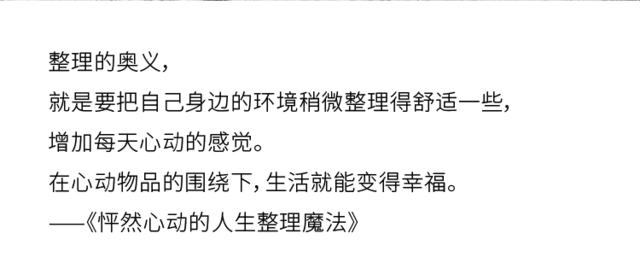 整理的奥义，
就是要把自己身边的环境稍微整理得舒适一些，
增加每天心动的感觉。
在心动物品的围绕下，生活就能变得幸福。
——《怦然心动的人生整理魔法》